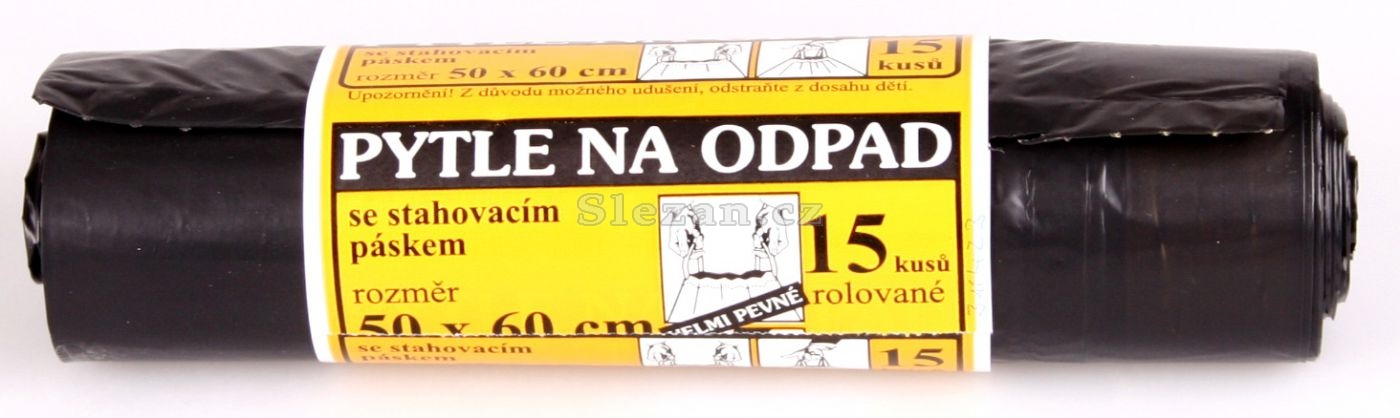 se stahovacím
páskem
rozměr 50 x 60 cm
15
kusů
Upozornění! Z důvodu možného udušení, odstraňte z dosahu dětí.
PYTLE NA ODPAD
se stahovacím
páskem
rozměr
50 x 60 cm
VELMI PEVNÉ
15 kusů
rolované
Slezan.cz
se stahovacím
páskem
15